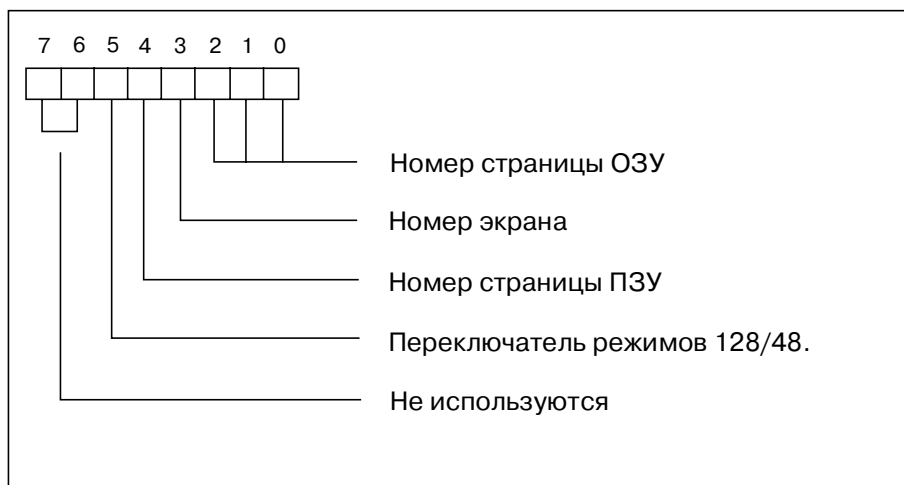 7 6 5 4 3 2 1 0
Номер страницы ОЗУ
Номер экрана
Номер страницы ПЗУ
Переключатель режимов 128/48.
Не используются